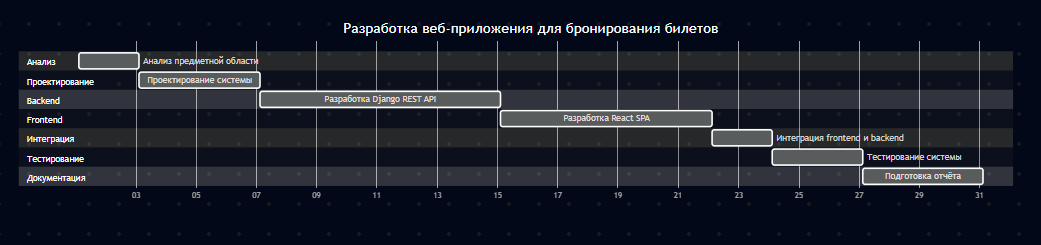 Разработка веб-приложения для бронирования билетов
Анализ Анализ предметной области
Проектирование Проектирование системы
Backend Разработка Django REST API
Frontend Разработка React SPA
Интеграция Интеграция frontend и backend
Тестирование Тестирование системы
Документация Подготовка отчёта
03 05 07 09 11 13 15 17 19 21 23 25 27 29 31